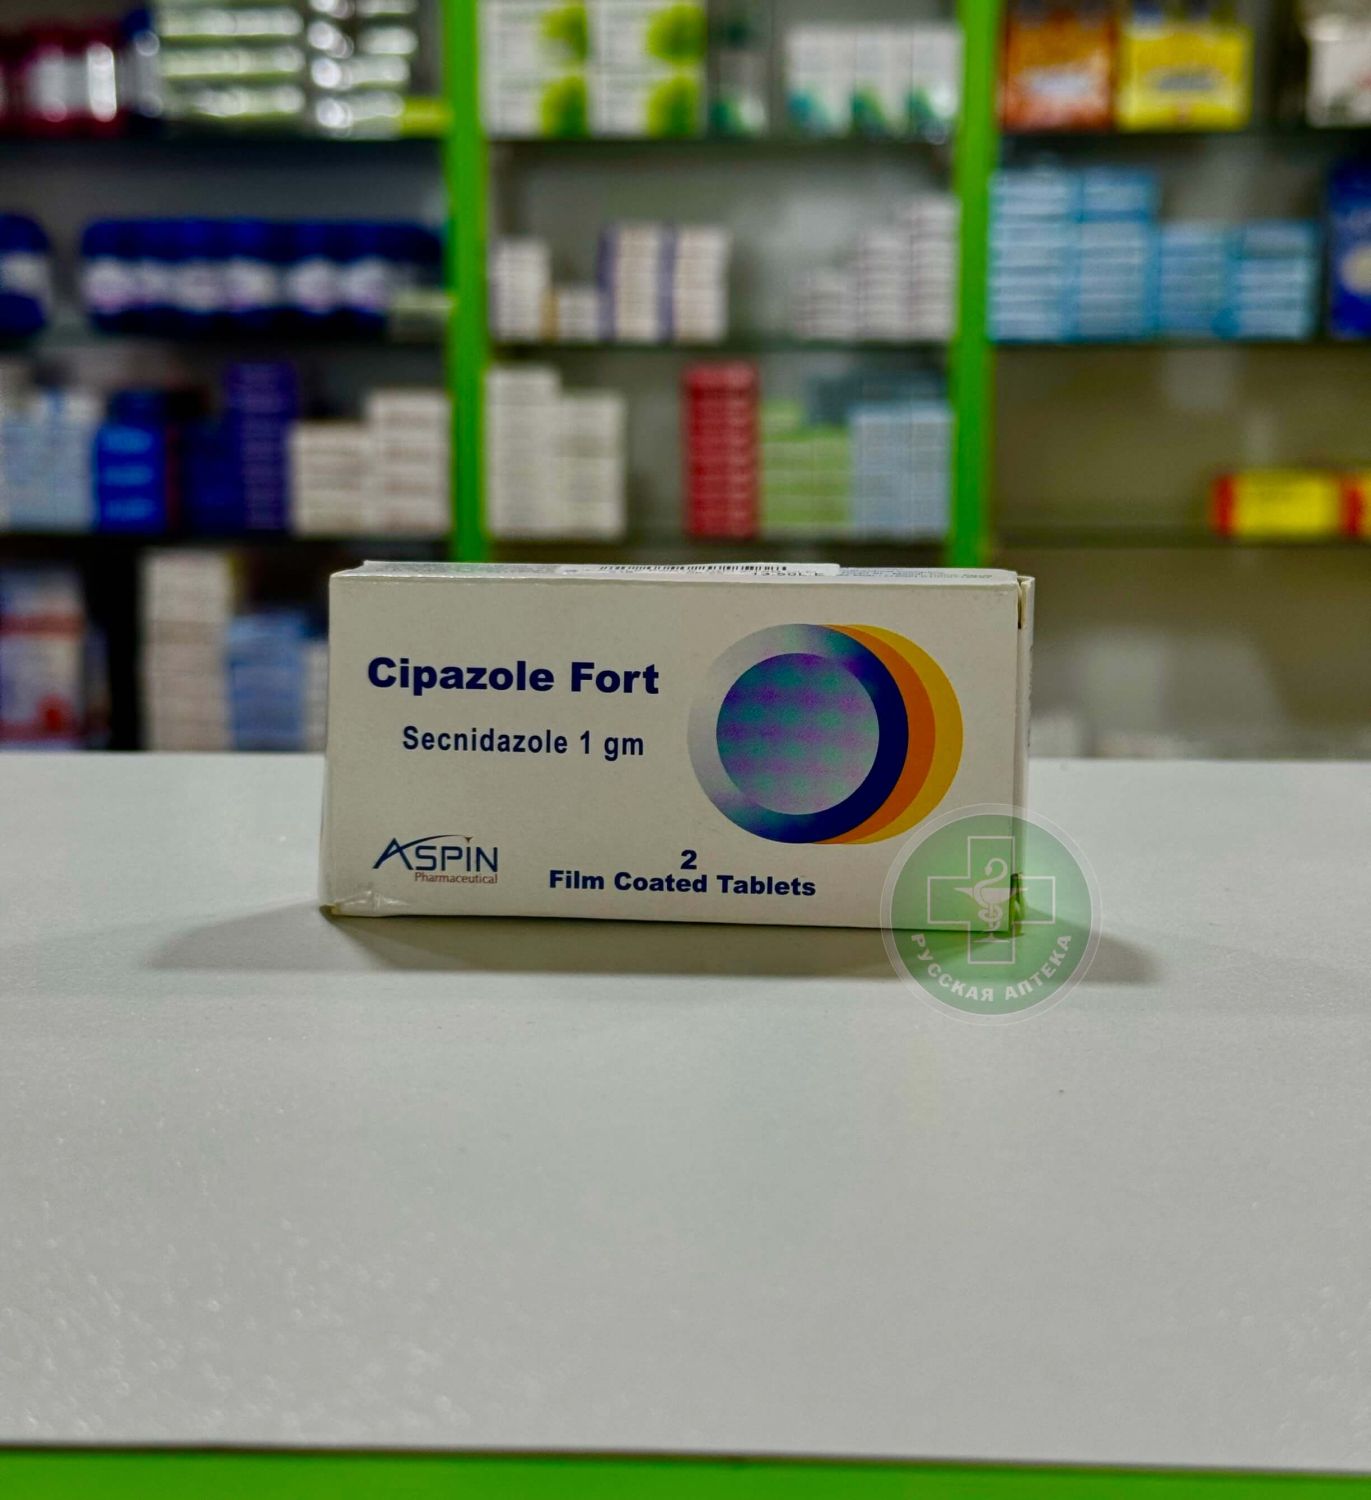 Cipazole Fort
Secnidazole 1 gm
ASPIN
Pharmaceutical
2
Film Coated Tablets
РУССКАЯ АПТЕКА